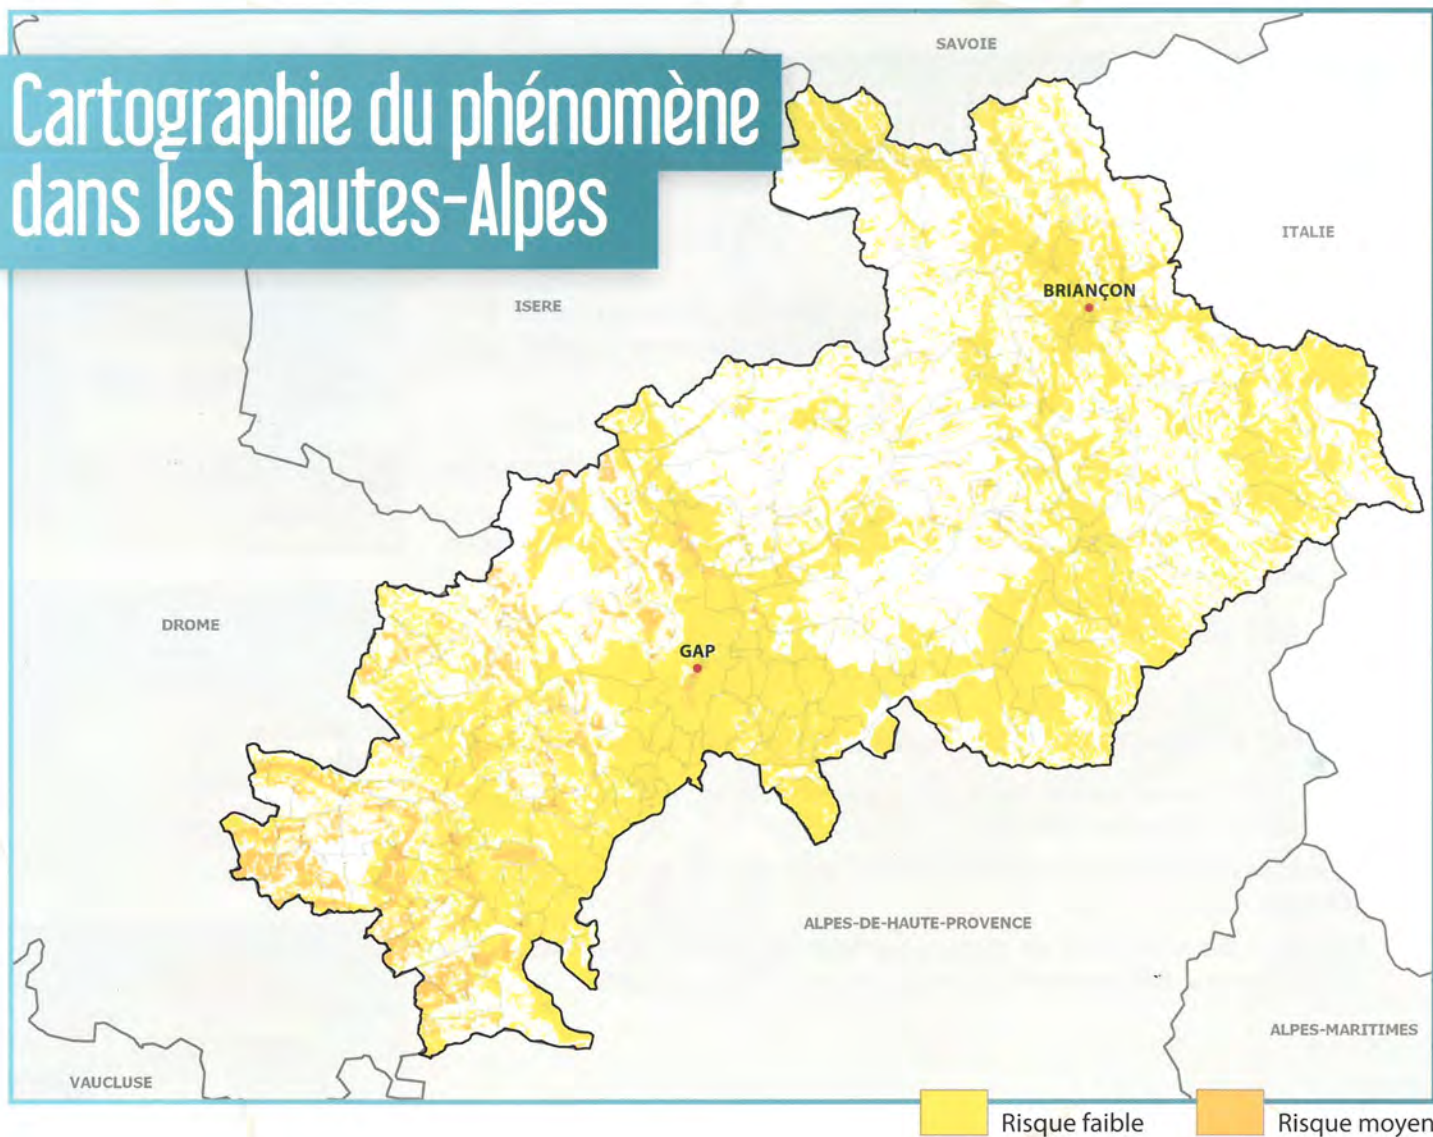 Cartographie du phénomène
dans les hautes-Alpes
SAVOIE
ITALIE
ISERE
BRIANÇON
DROME
GAP
ALPES-DE-HAUTE-PROVENCE
ALPES-MARITIMES
VAUCLUSE
Risque faible
Risque moyen